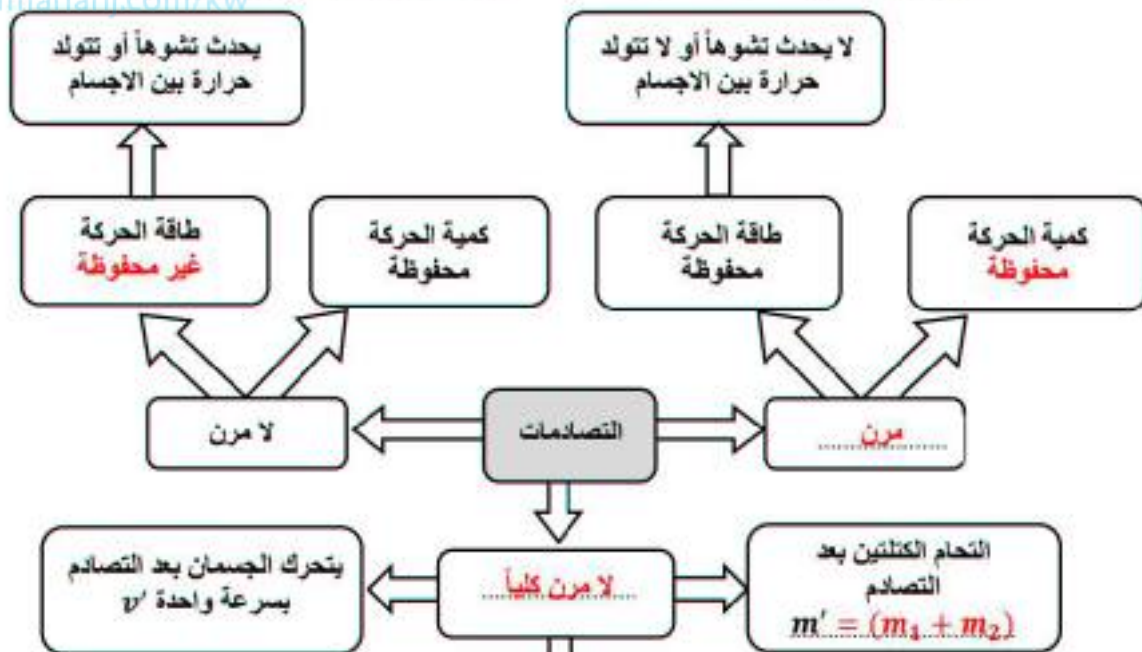 لا يحدث تشوهاً أو لا تتولد
حرارة بين الاجسام
يحدث تشوهاً أو تتولد
حرارة بين الاجسام
كمية الحركة
محفوظة
طاقة الحركة
محفوظة
كمية الحركة
محفوظة
طاقة الحركة
غير محفوظة
مرن
التصادمات
لا مرن
التحام الكتلتين بعد
التصادم
m′ = (m₁ + m₂)
لا مرن كلياً
يتحرك الجسمان بعد التصادم
بسرعة واحدة v′